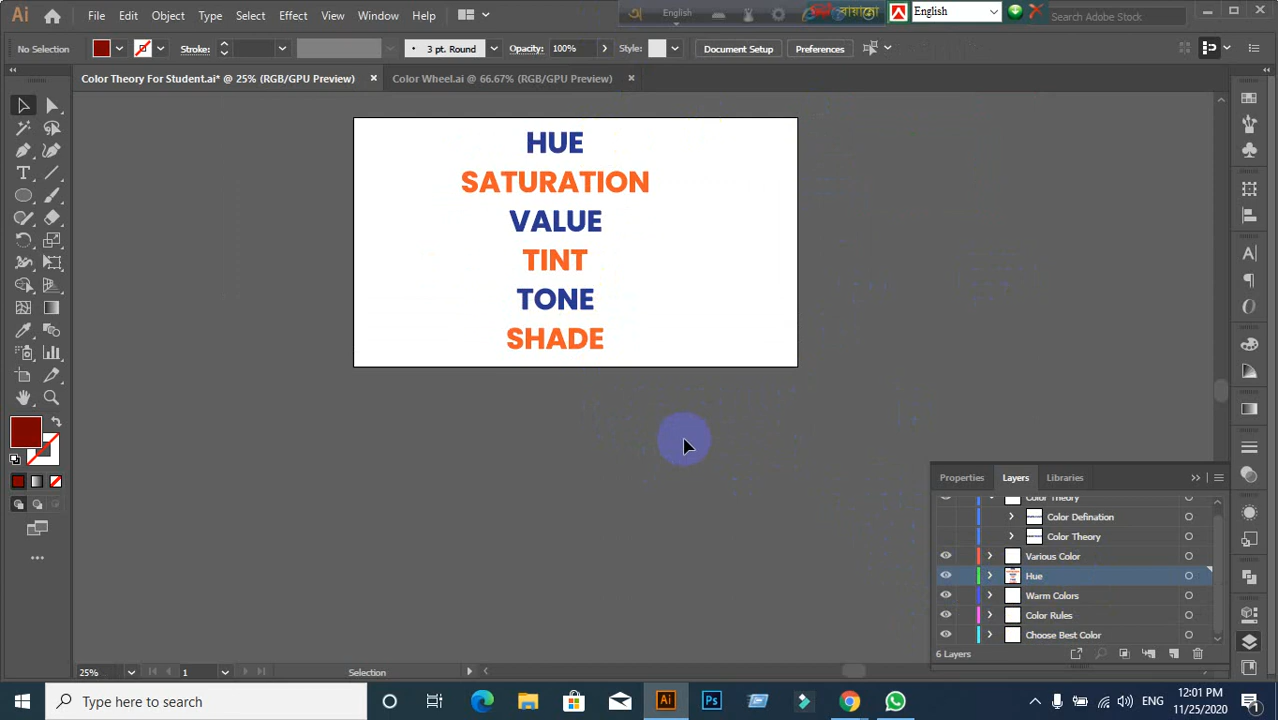 Ai File Edit Object Type Select Effect View Window Help English English Search Adobe Stock
No Selection Stroke: 3 pt. Round Opacity: 100% Style: Document Setup Preferences
Color Theory For Student.ai* @ 25% (RGB/GPU Preview) × Color Wheel.ai @ 66.67% (RGB/GPU Preview) ×
HUE
SATURATION
VALUE
TINT
TONE
SHADE
Properties Layers Libraries
Color Theory
Color Defination
Color Theory
Various Color
Hue
Warm Colors
Color Rules
Choose Best Color
6 Layers
25% 1 Selection
Type here to search Ai Ps ENG 12:01 PM
11/25/2020